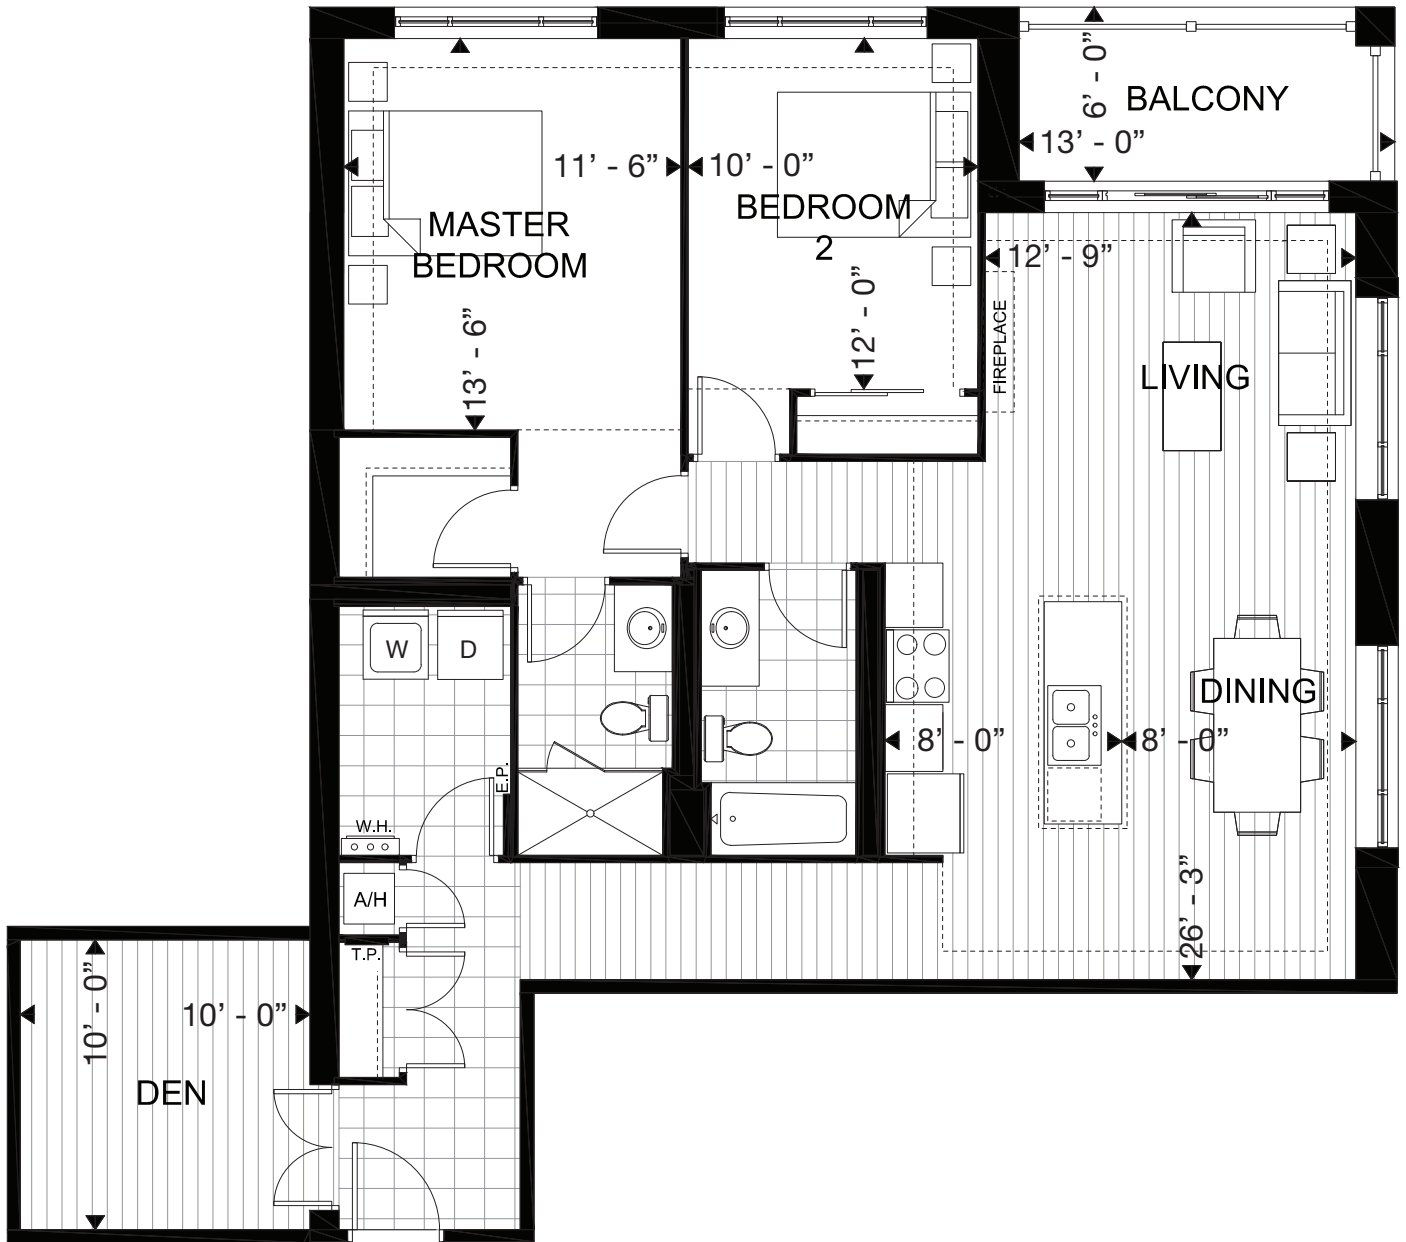 6’ - 0”
BALCONY
13’ - 0”
11’ - 6”
10’ - 0”
MASTER
BEDROOM
BEDROOM
2
12’ - 9”
13’ - 6”
12’ - 0”
FIREPLACE
LIVING
W
D
DINING
8’ - 0”
8’ - 0”
E.P.
W.H.
A/H
26’ - 3”
T.P.
10’ - 0”
10’ - 0”
DEN